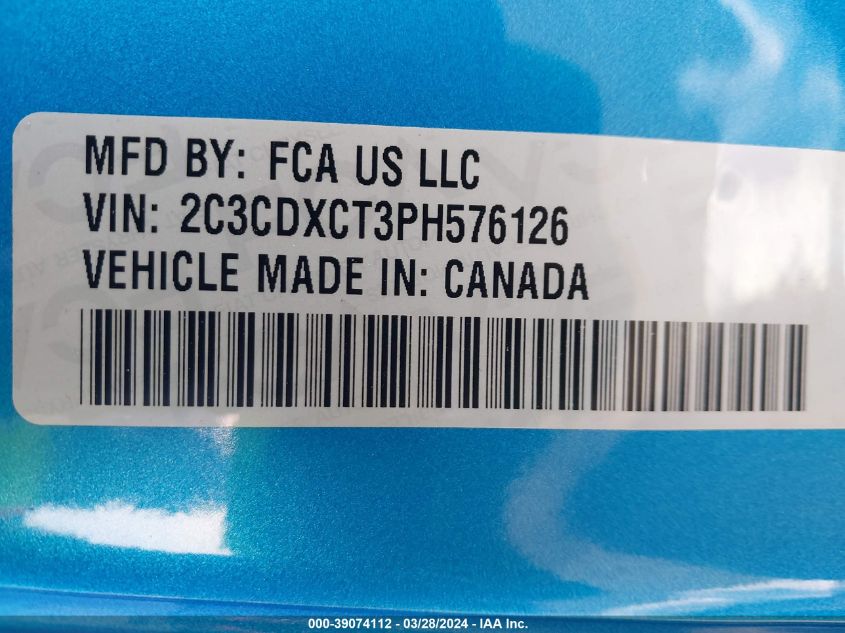 MFD BY: FCA US LLC
VIN: 2C3CDXCT3PH576126
VEHICLE MADE IN: CANADA
000-39074112 - 03/28/2024 - IAA Inc.